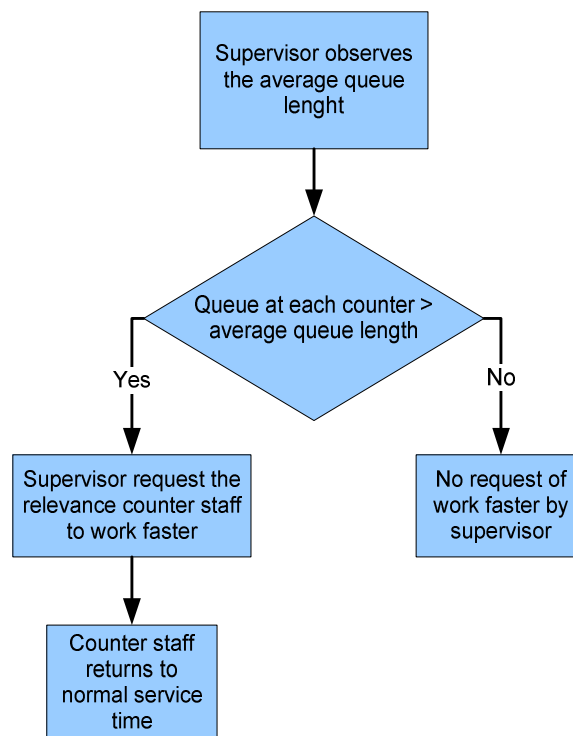 Supervisor observes
the average queue
lenght
Queue at each counter >
average queue length
Yes
No
Supervisor request the
relevance counter staff
to work faster
No request of
work faster by
supervisor
Counter staff
returns to
normal service
time